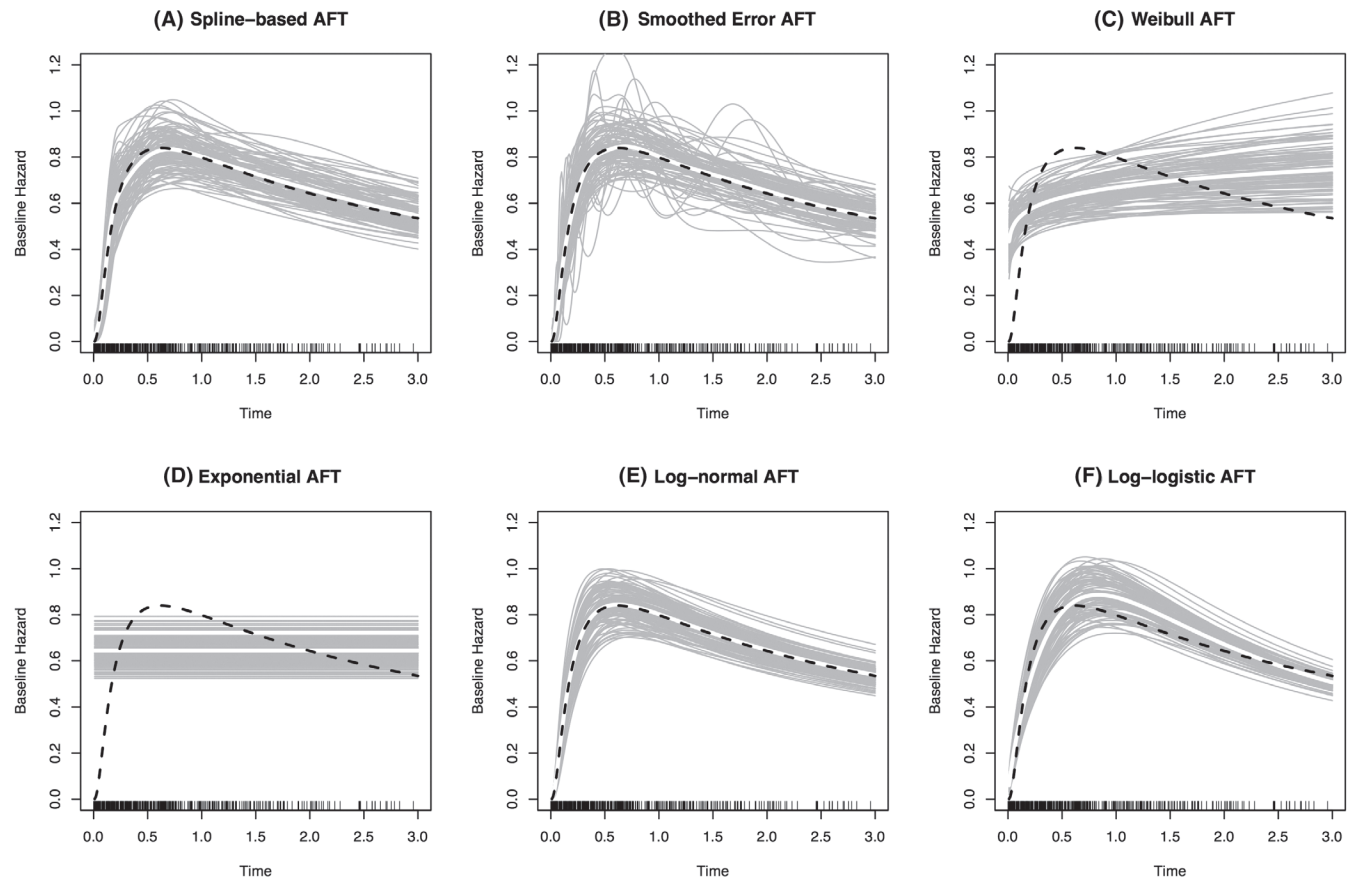 (A) Spline−based AFT
Baseline Hazard
0.0 0.2 0.4 0.6 0.8 1.0 1.2
0.0 0.5 1.0 1.5 2.0 2.5 3.0
Time
(B) Smoothed Error AFT
Baseline Hazard
0.0 0.2 0.4 0.6 0.8 1.0 1.2
0.0 0.5 1.0 1.5 2.0 2.5 3.0
Time
(C) Weibull AFT
Baseline Hazard
0.0 0.2 0.4 0.6 0.8 1.0 1.2
0.0 0.5 1.0 1.5 2.0 2.5 3.0
Time
(D) Exponential AFT
Baseline Hazard
0.0 0.2 0.4 0.6 0.8 1.0 1.2
0.0 0.5 1.0 1.5 2.0 2.5 3.0
Time
(E) Log−normal AFT
Baseline Hazard
0.0 0.2 0.4 0.6 0.8 1.0 1.2
0.0 0.5 1.0 1.5 2.0 2.5 3.0
Time
(F) Log−logistic AFT
Baseline Hazard
0.0 0.2 0.4 0.6 0.8 1.0 1.2
0.0 0.5 1.0 1.5 2.0 2.5 3.0
Time